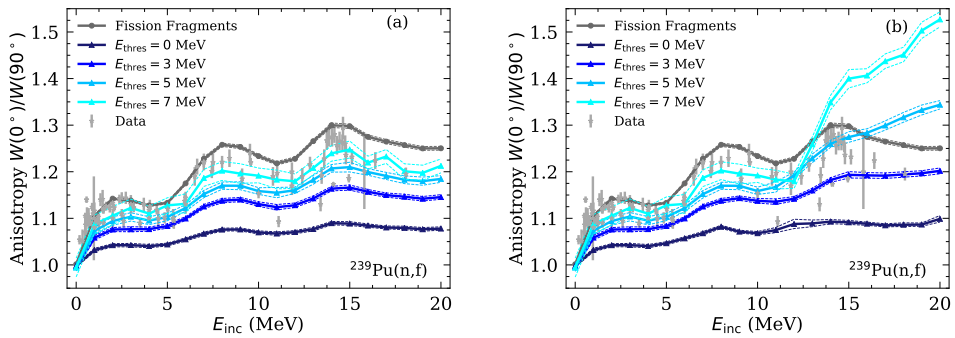 (a)
Fission Fragments
E_thres = 0 MeV
E_thres = 3 MeV
E_thres = 5 MeV
E_thres = 7 MeV
Data
Anisotropy W(0°)/W(90°)
1.5
1.4
1.3
1.2
1.1
1.0
²³⁹Pu(n,f)
0 5 10 15 20
E_inc (MeV)
(b)
Fission Fragments
E_thres = 0 MeV
E_thres = 3 MeV
E_thres = 5 MeV
E_thres = 7 MeV
Data
Anisotropy W(0°)/W(90°)
1.5
1.4
1.3
1.2
1.1
1.0
²³⁹Pu(n,f)
0 5 10 15 20
E_inc (MeV)